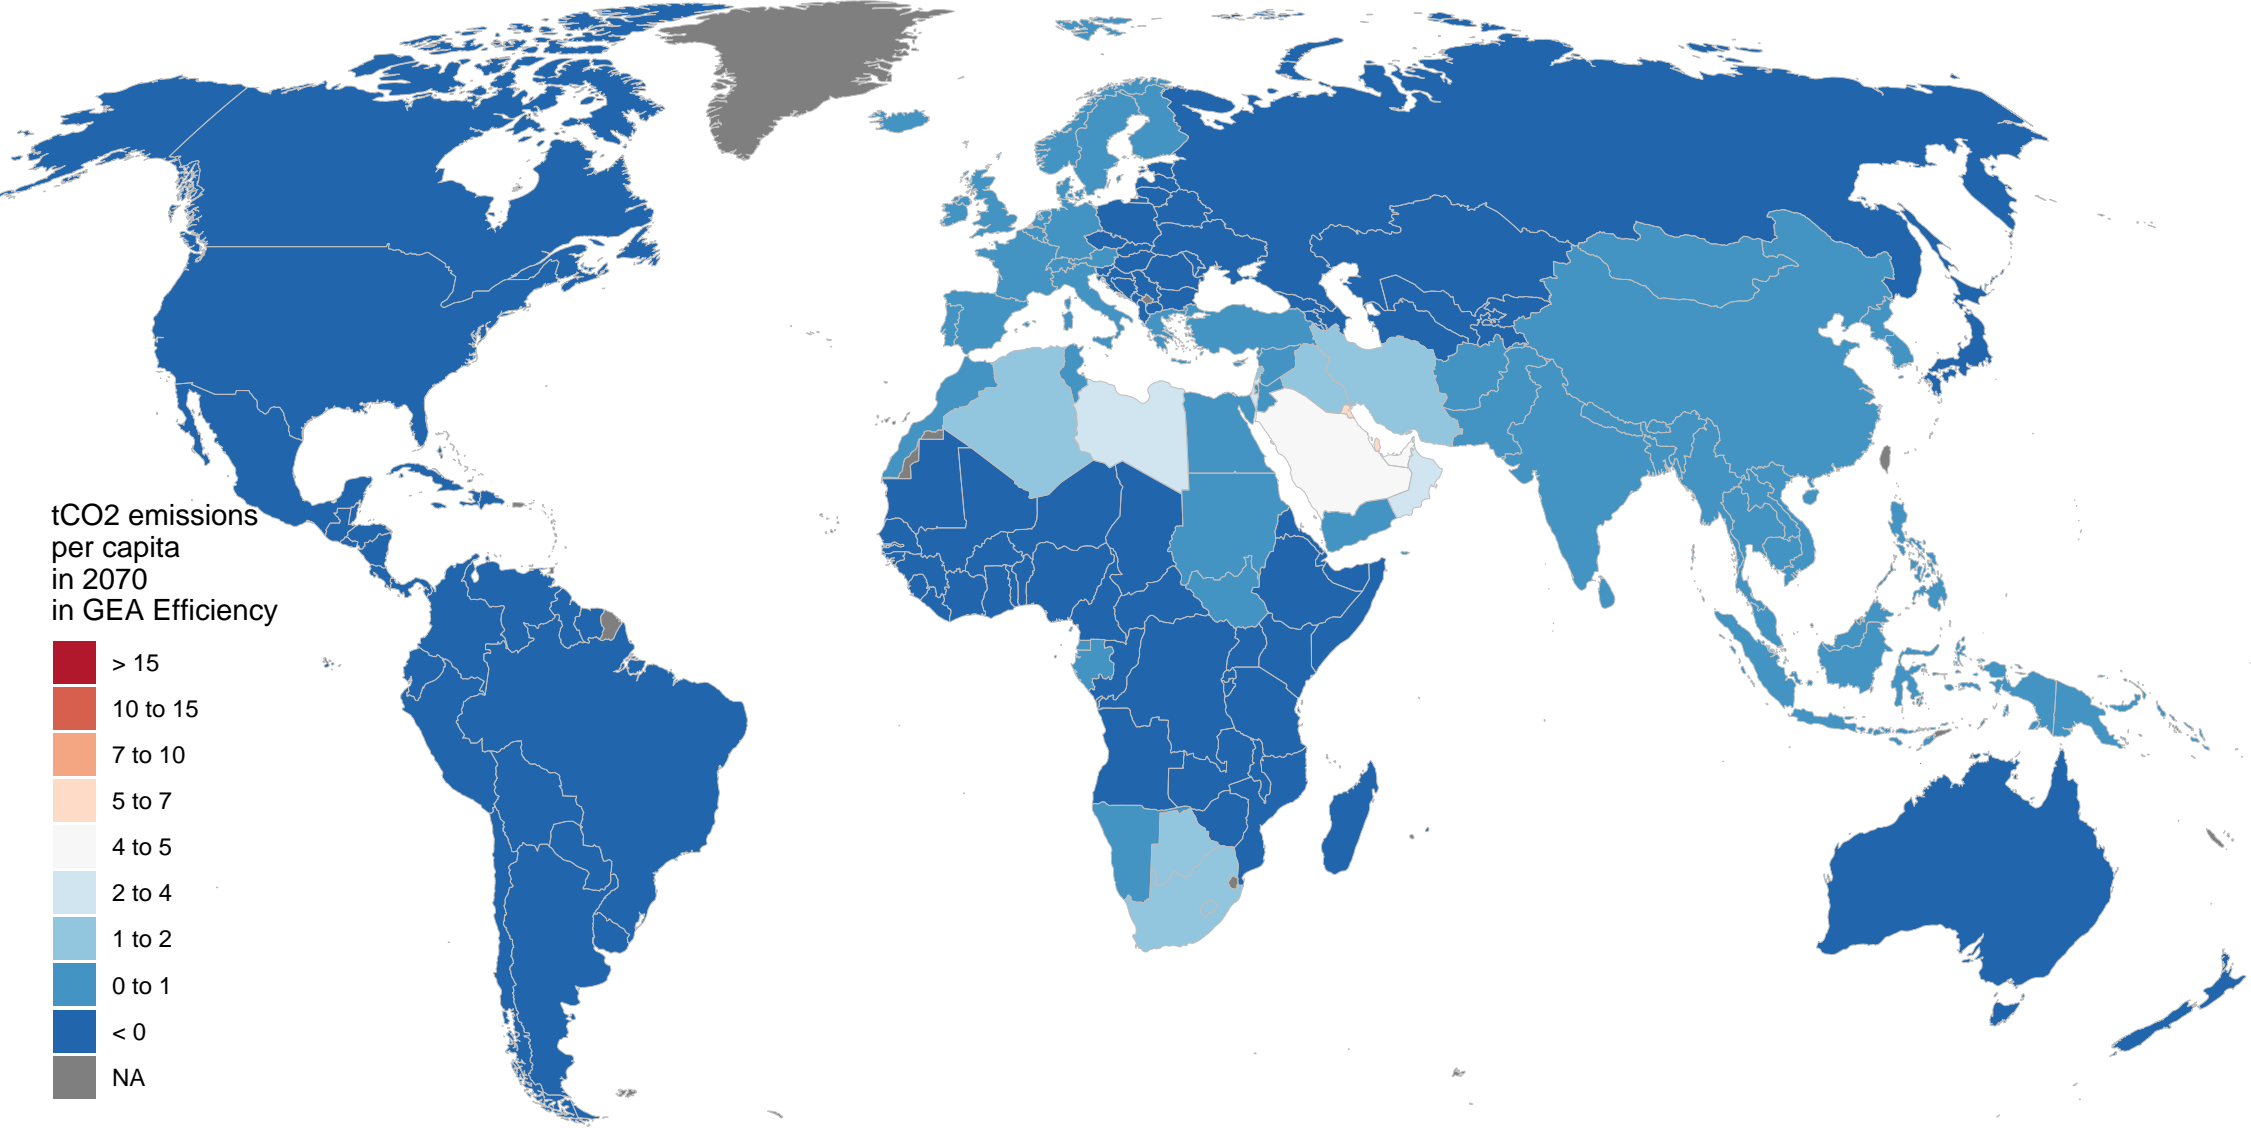 tCO2 emissions
per capita
in 2070
in GEA Efficiency
> 15
10 to 15
7 to 10
5 to 7
4 to 5
2 to 4
1 to 2
0 to 1
< 0
NA